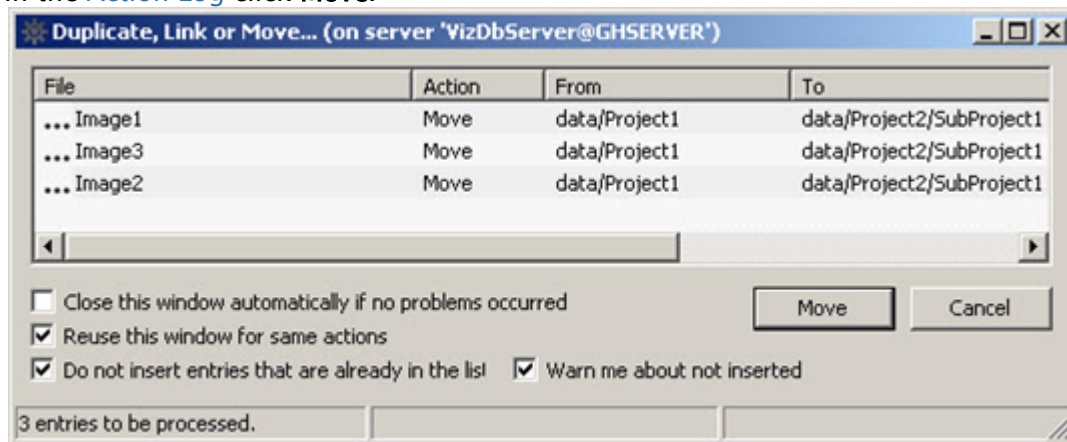 in the Action Log click Move.
Duplicate, Link or Move... (on server 'VizDbServer@GHSERVER')
File Action From To
... Image1 Move data/Project1 data/Project2/SubProject1
... Image3 Move data/Project1 data/Project2/SubProject1
... Image2 Move data/Project1 data/Project2/SubProject1
Close this window automatically if no problems occurred
Move Cancel
Reuse this window for same actions
Do not insert entries that are already in the list Warn me about not inserted
3 entries to be processed.